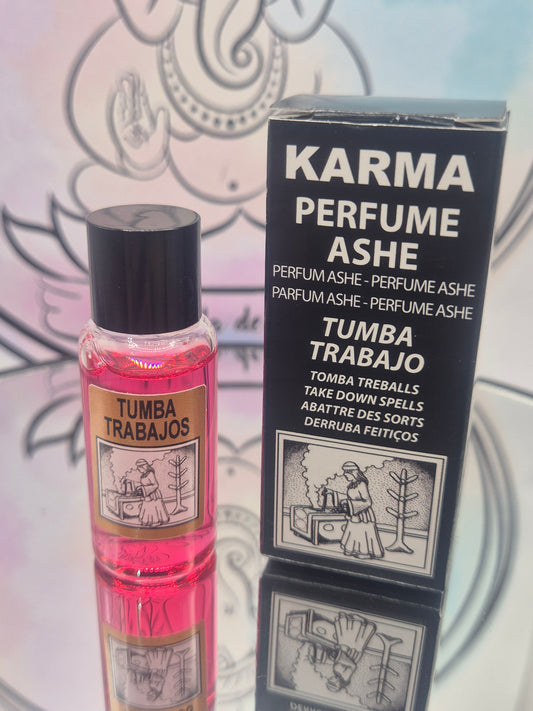 KARMA
PERFUME
ASHE
PERFUM ASHE - PERFUME ASHE
PARFUM ASHE - PERFUME ASHE
TUMBA
TRABAJO
TOMBA TREBALLS
TAKE DOWN SPELLS
ABATTRE DES SORTS
DERRUBA FEITIÇOS
TUMBA
TRABAJOS